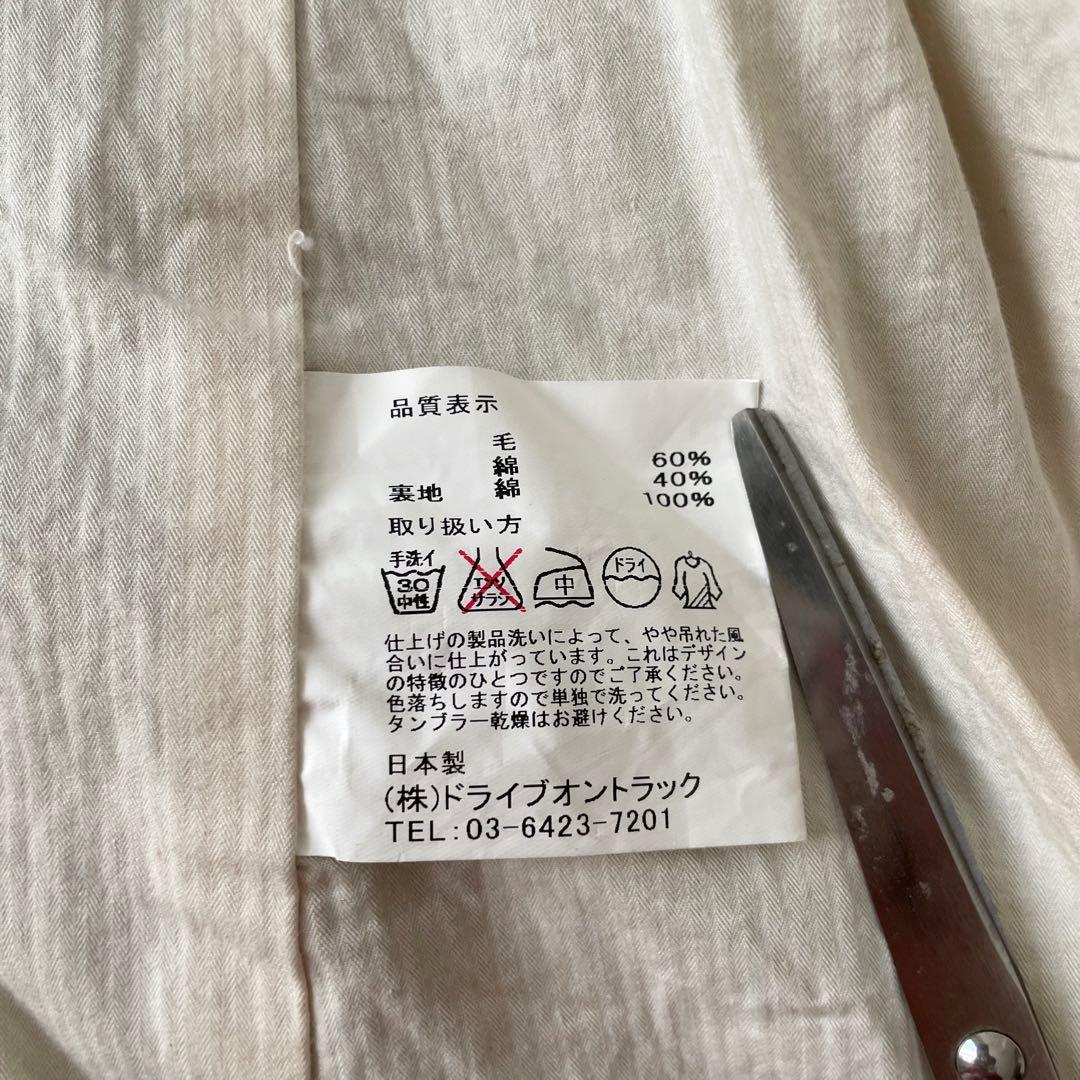 品質表示
毛 60%
綿 40%
裏地 綿 100%
取り扱い方
手洗イ
30
中性
エンソ
サラシ
中
ドライ
仕上げの製品洗いによって、やや吊れた風
合いに仕上がっています。これはデザイン
の特徴のひとつですのでご了承ください。
色落ちしますので単独で洗ってください。
タンブラー乾燥はお避けください。
日本製
(株)ドライブオントラック
TEL:03-6423-7201